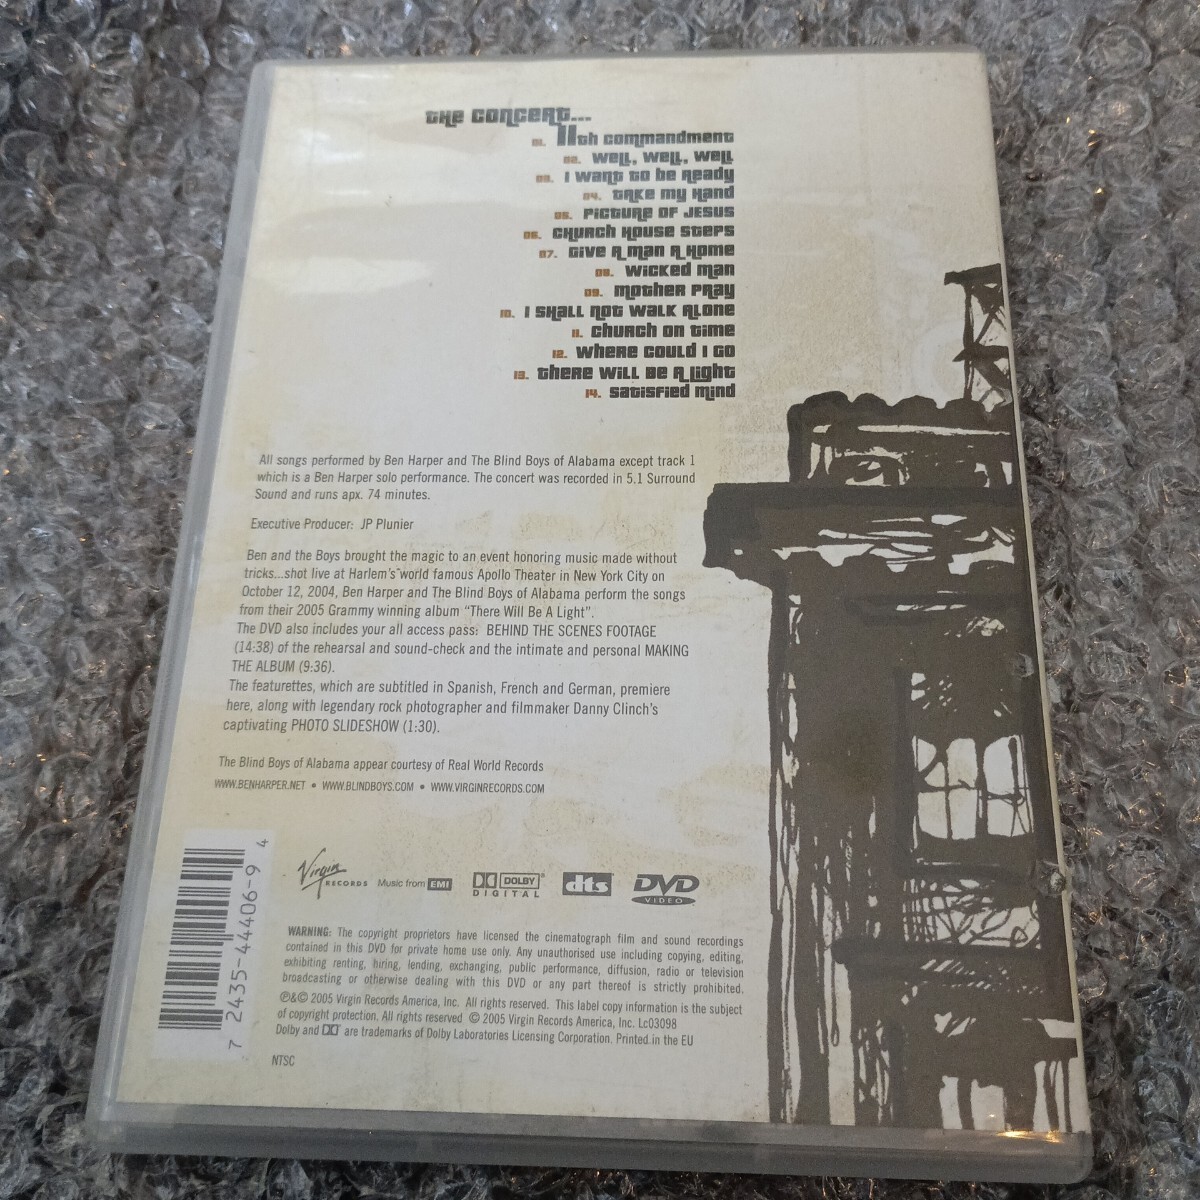 THE CONCERT...
01. 11th COMMANDMENT
02. WELL, WELL, WELL
03. I WANT TO BE READY
04. TAKE MY HAND
05. PICTURE OF JESUS
06. CHURCH HOUSE STEPS
07. GIVE A MAN A HOME
08. WICKED MAN
09. MOTHER PRAY
10. I SHALL NOT WALK ALONE
11. CHURCH ON TIME
12. WHERE COULD I GO
13. THERE WILL BE A LIGHT
14. SATISFIED MIND
All songs performed by Ben Harper and The Blind Boys of Alabama except track 1
which is a Ben Harper solo performance. The concert was recorded in 5.1 Surround
Sound and runs apx. 74 minutes.
Executive Producer: JP Plunier
Ben and the Boys brought the magic to an event honoring music made without
tricks...shot live at Harlem's world famous Apollo Theater in New York City on
October 12, 2004, Ben Harper and The Blind Boys of Alabama perform the songs
from their 2005 Grammy winning album "There Will Be A Light".
The DVD also includes your all access pass: BEHIND THE SCENES FOOTAGE
(14:38) of the rehearsal and sound-check and the intimate and personal MAKING
THE ALBUM (9:36).
The featurettes, which are subtitled in Spanish, French and German, premiere
here, along with legendary rock photographer and filmmaker Danny Clinch's
captivating PHOTO SLIDESHOW (1:30).
The Blind Boys of Alabama appear courtesy of Real World Records
WWW.BENHARPER.NET • WWW.BLINDBOYS.COM • WWW.VIRGINRECORDS.COM
7 2435-44406-9 4
Virgin RECORDS Music from EMI DOLBY DIGITAL dts DVD VIDEO
WARNING: The copyright proprietors have licensed the cinematograph film and sound recordings
contained in this DVD for private home use only. Any unauthorised use including copying, editing,
exhibiting renting, hiring, lending, exchanging, public performance, diffusion, radio or television
broadcasting or otherwise dealing with this DVD or any part thereof is strictly prohibited.
℗&© 2005 Virgin Records America, Inc. All rights reserved. This label copy information is the subject
of copyright protection. All rights reserved © 2005 Virgin Records America, Inc. Lc03098
Dolby and are trademarks of Dolby Laboratories Licensing Corporation. Printed in the EU
NTSC